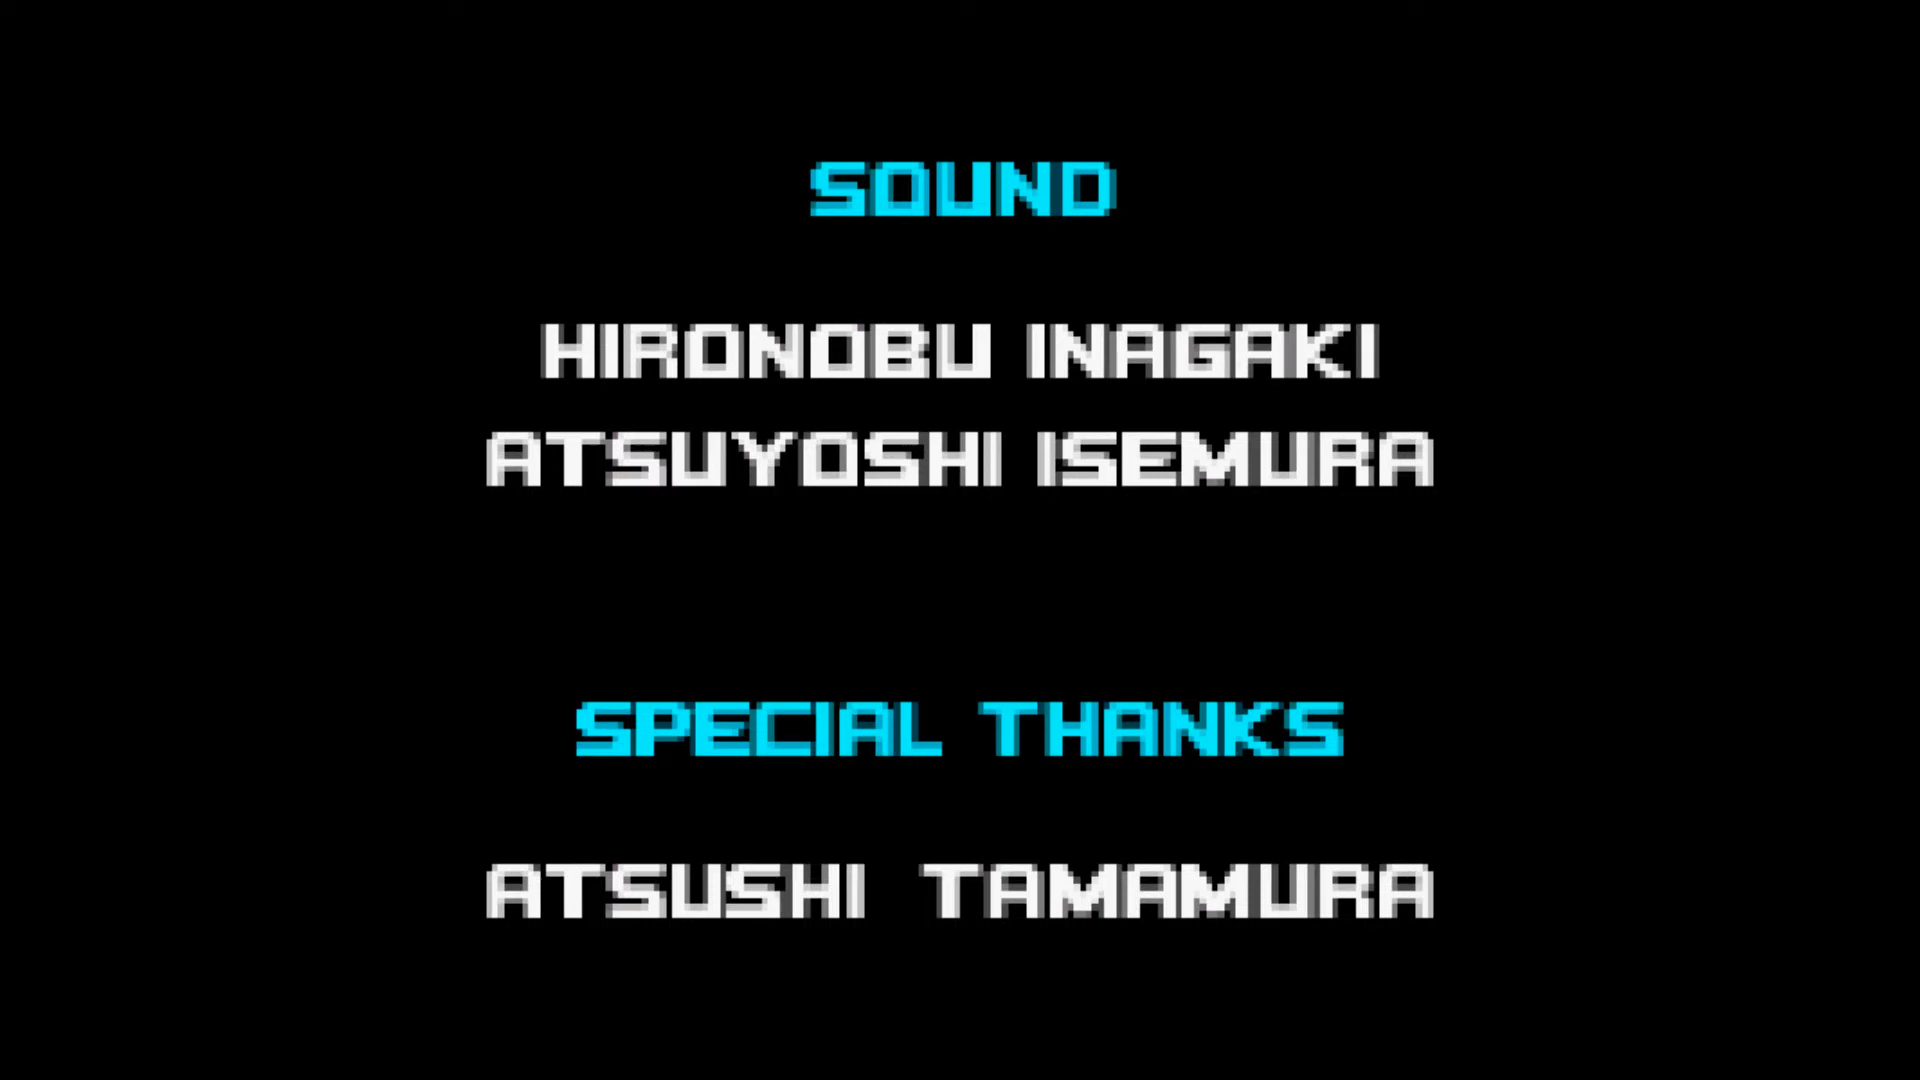 SOUND
HIRONOBU INAGAKI
ATSUYOSHI ISEMURA
SPECIAL THANKS
ATSUSHI TAMAMURA